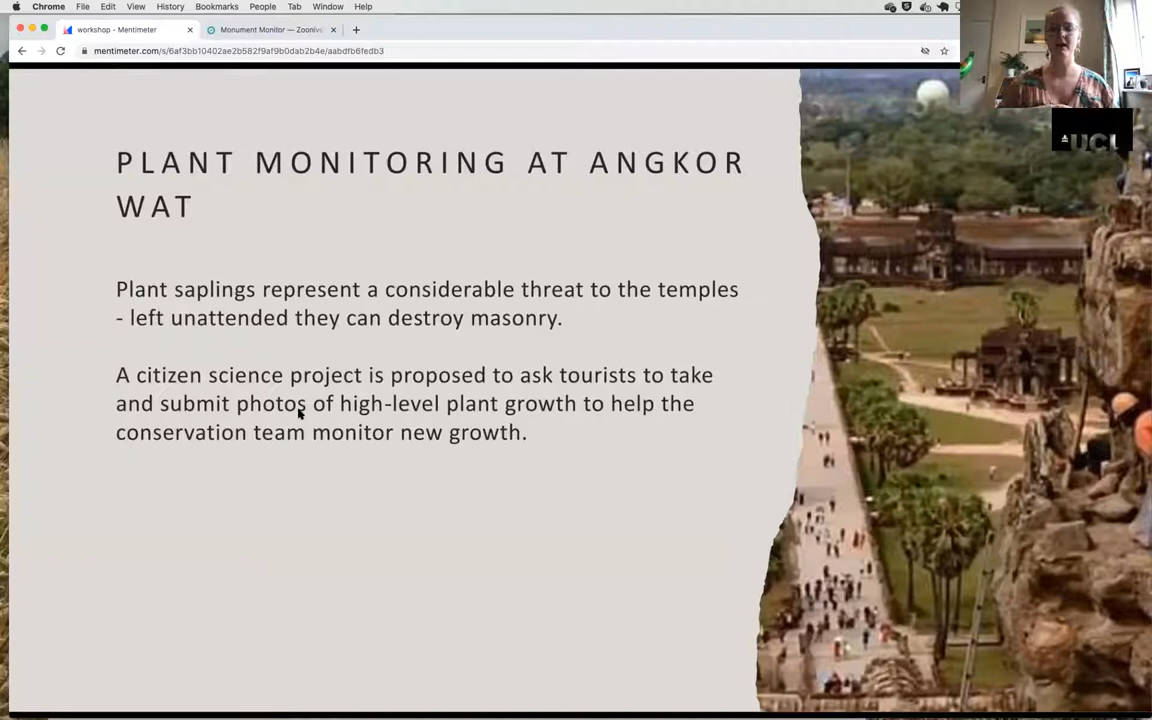 Chrome File Edit View History Bookmarks People Tab Window Help
workshop - Mentimeter
Monument Monitor — Zooniv
mentimeter.com/s/6af3bb10402ae2b582f9af9b0dab2b4e/aabdfb6fedb3
UCL
PLANT MONITORING AT ANGKOR
WAT
Plant saplings represent a considerable threat to the temples
- left unattended they can destroy masonry.
A citizen science project is proposed to ask tourists to take
and submit photos of high-level plant growth to help the
conservation team monitor new growth.